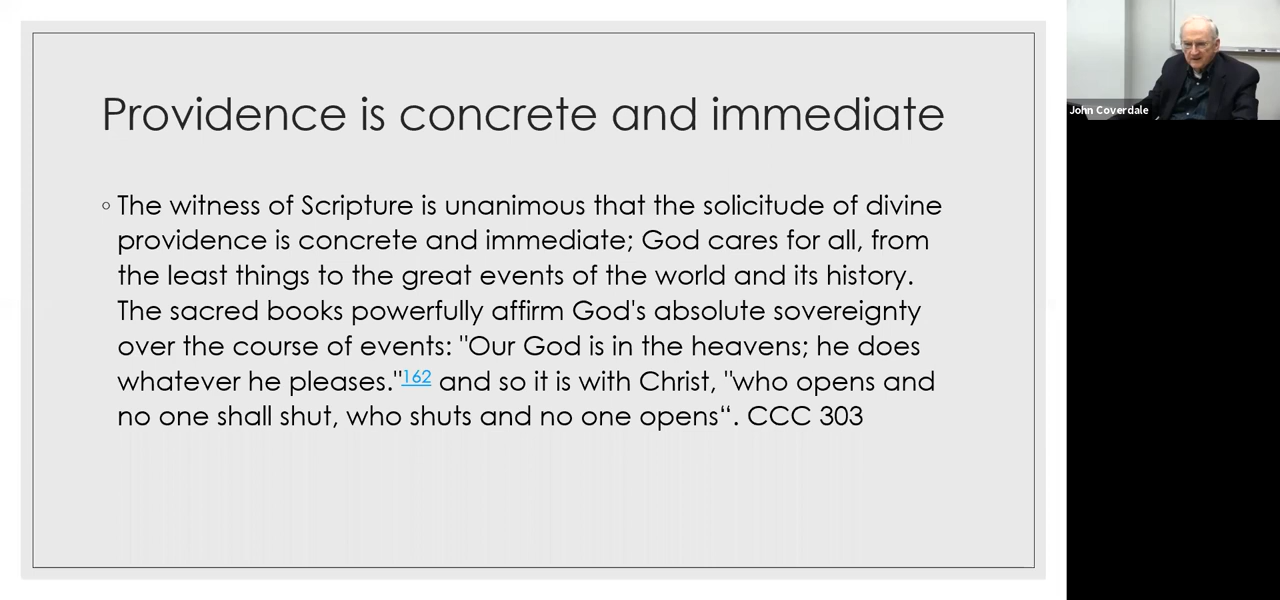 Providence is concrete and immediate
◦ The witness of Scripture is unanimous that the solicitude of divine
providence is concrete and immediate; God cares for all, from
the least things to the great events of the world and its history.
The sacred books powerfully affirm God's absolute sovereignty
over the course of events: "Our God is in the heavens; he does
whatever he pleases."162 and so it is with Christ, "who opens and
no one shall shut, who shuts and no one opens“. CCC 303
John Coverdale